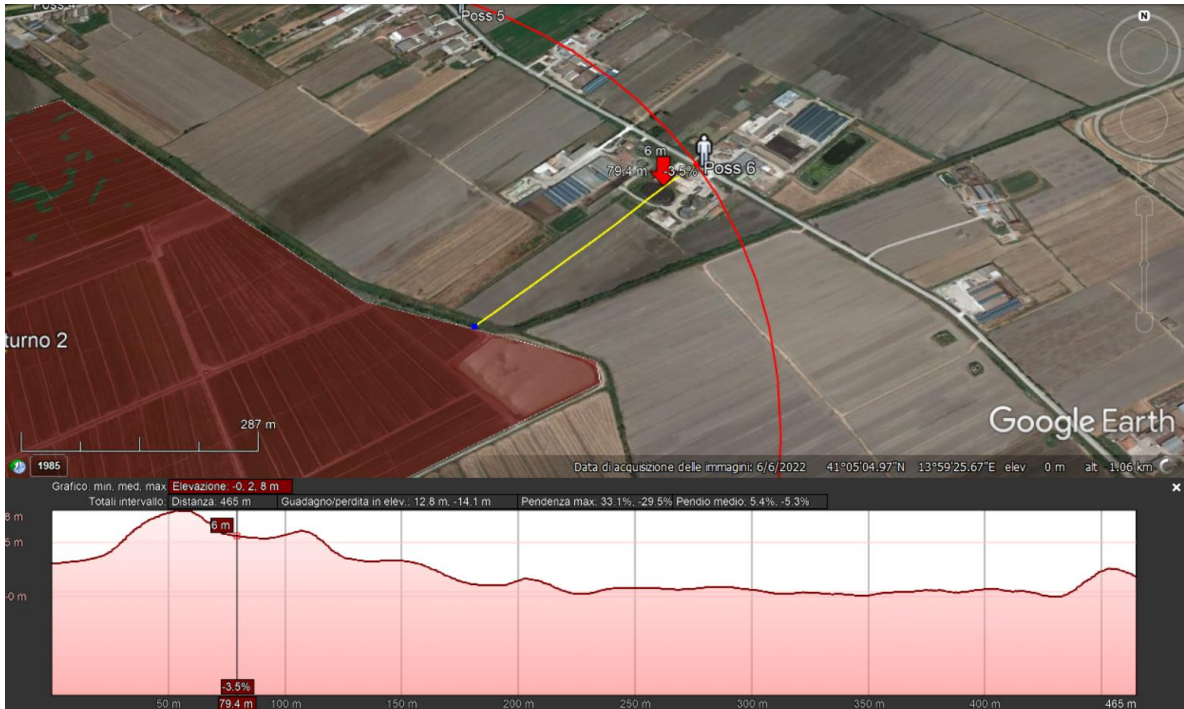 Poss 5
N
6 m
79.4 m -3.5%
Poss 6
turno 2
287 m
Google Earth
1985
Data di acquisizione delle immagini: 6/6/2022 41°05'04.97"N 13°59'25.67"E elev 0 m alt 1.06 km
Grafico: min. med. max Elevazione: -0, 2, 8 m
Totali intervallo: Distanza: 465 m Guadagno/perdita in elev.: 12.8 m, -14.1 m Pendenza max: 33.1%, -29.5% Pendio medio: 5.4%, -5.3%
8 m
6 m
5 m
-0 m
-3.5%
50 m 79.4 m 100 m 150 m 200 m 250 m 300 m 350 m 400 m 465 m